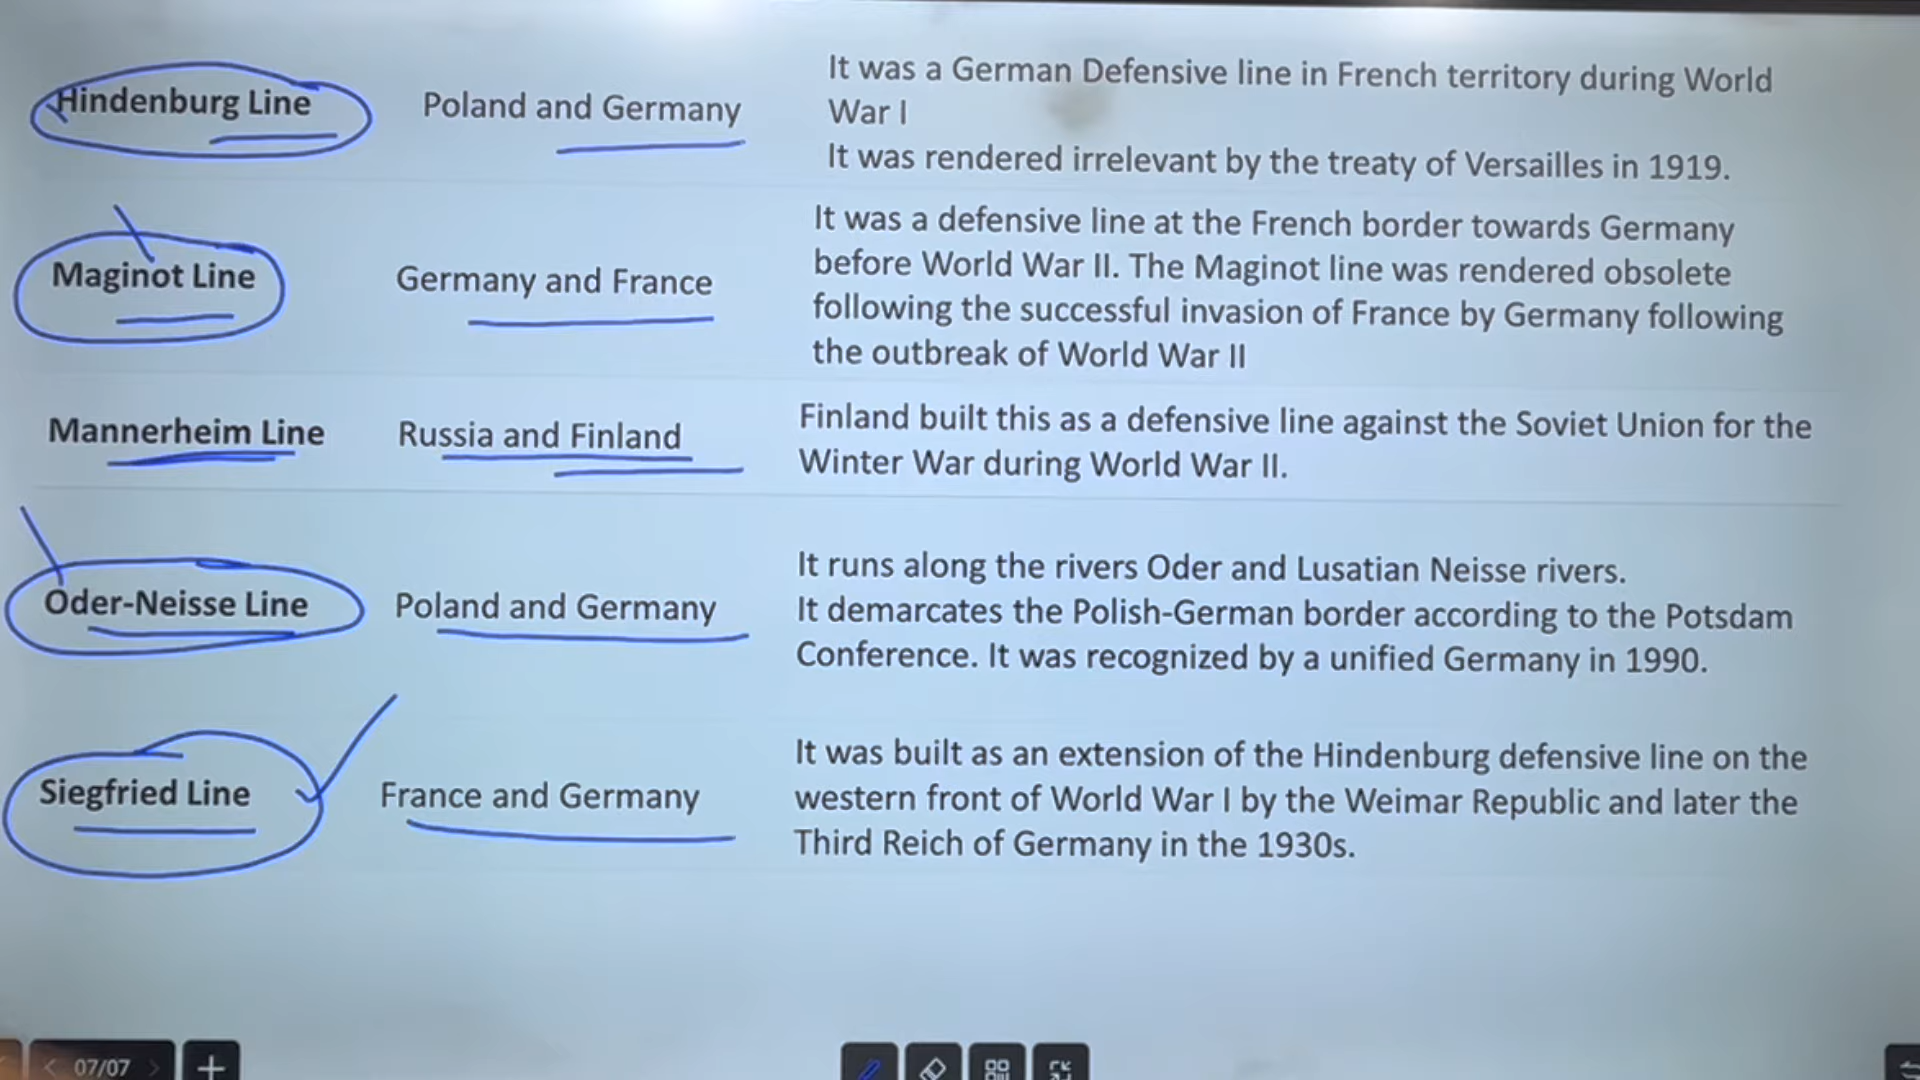 Hindenburg Line
Poland and Germany
It was a German Defensive line in French territory during World
War I
It was rendered irrelevant by the treaty of Versailles in 1919.
Maginot Line
Germany and France
It was a defensive line at the French border towards Germany
before World War II. The Maginot line was rendered obsolete
following the successful invasion of France by Germany following
the outbreak of World War II
Mannerheim Line
Russia and Finland
Finland built this as a defensive line against the Soviet Union for the
Winter War during World War II.
Oder-Neisse Line
Poland and Germany
It runs along the rivers Oder and Lusatian Neisse rivers.
It demarcates the Polish-German border according to the Potsdam
Conference. It was recognized by a unified Germany in 1990.
Siegfried Line
France and Germany
It was built as an extension of the Hindenburg defensive line on the
western front of World War I by the Weimar Republic and later the
Third Reich of Germany in the 1930s.
07/07